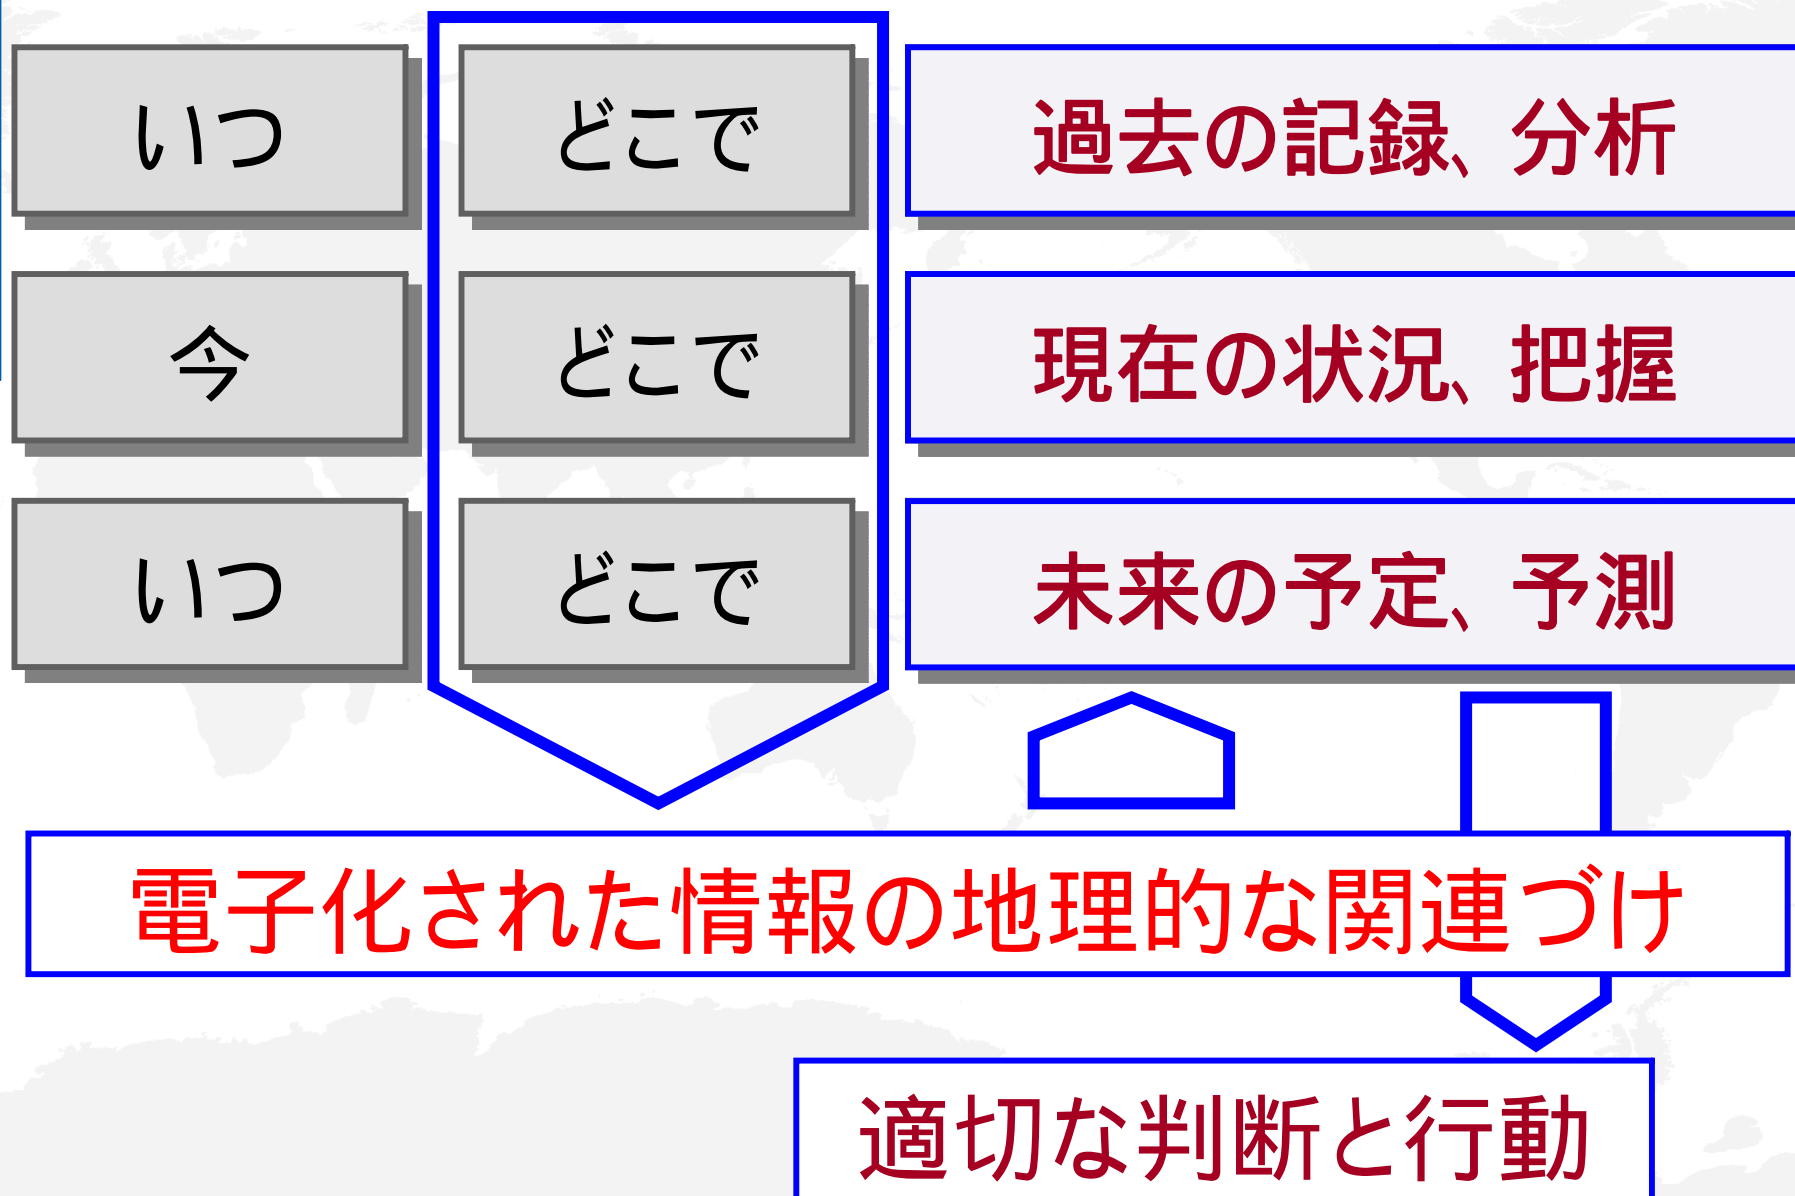 いつ どこで 過去の記録、分析
今 どこで 現在の状況、把握
いつ どこで 未来の予定、予測
電子化された情報の地理的な関連づけ
適切な判断と行動